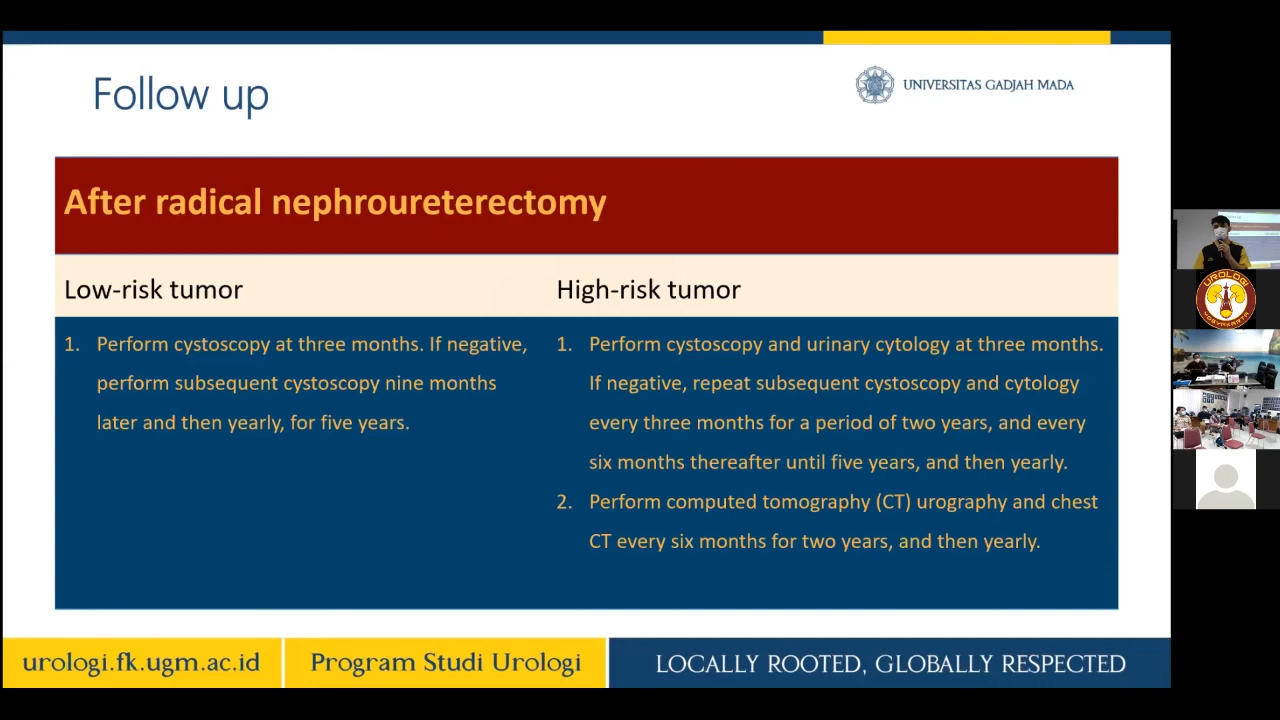 Follow up
UNIVERSITAS GADJAH MADA
After radical nephroureterectomy
Low-risk tumor
1. Perform cystoscopy at three months. If negative,
perform subsequent cystoscopy nine months
later and then yearly, for five years.
High-risk tumor
1. Perform cystoscopy and urinary cytology at three months.
If negative, repeat subsequent cystoscopy and cytology
every three months for a period of two years, and every
six months thereafter until five years, and then yearly.
2. Perform computed tomography (CT) urography and chest
CT every six months for two years, and then yearly.
urologi.fk.ugm.ac.id
Program Studi Urologi
LOCALLY ROOTED, GLOBALLY RESPECTED
UROLOGI
YOGYAKARTA